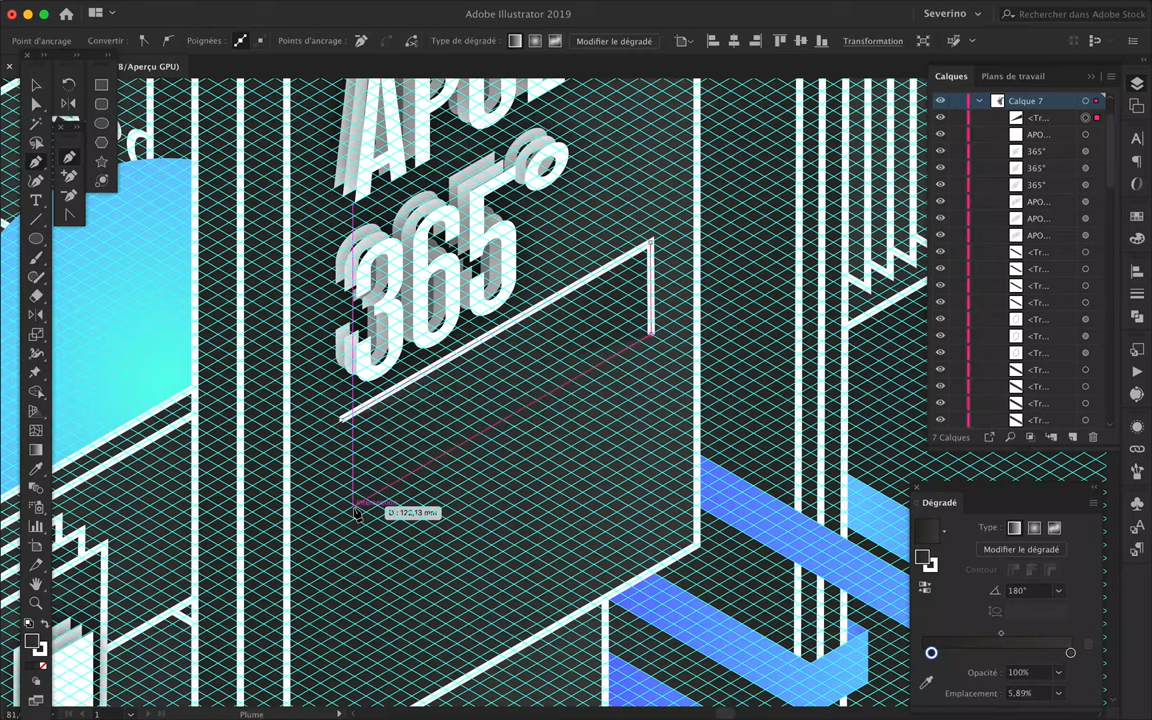 Adobe Illustrator 2019
Severino
Rechercher dans Adobe Stock
Point d'ancrage
Convertir :
Poignées :
Points d'ancrage :
Type de dégradé :
Modifier le dégradé
Transformation
B/Aperçu GPU)
Calques
Plans de travail
Calque 7
<Tr...
APO...
365°
365°
365°
APO...
APO...
APO...
<Tr...
<Tr...
<Tr...
<Tr...
<Tr...
<Tr...
<Tr...
<Tr...
<Tr...
<Tr...
<Tr...
7 Calques
365°
D : 122,13 mm
Dégradé
Type :
Modifier le dégradé
Contour :
180°
Opacité :
100%
Emplacement :
5,89%
1
Plume